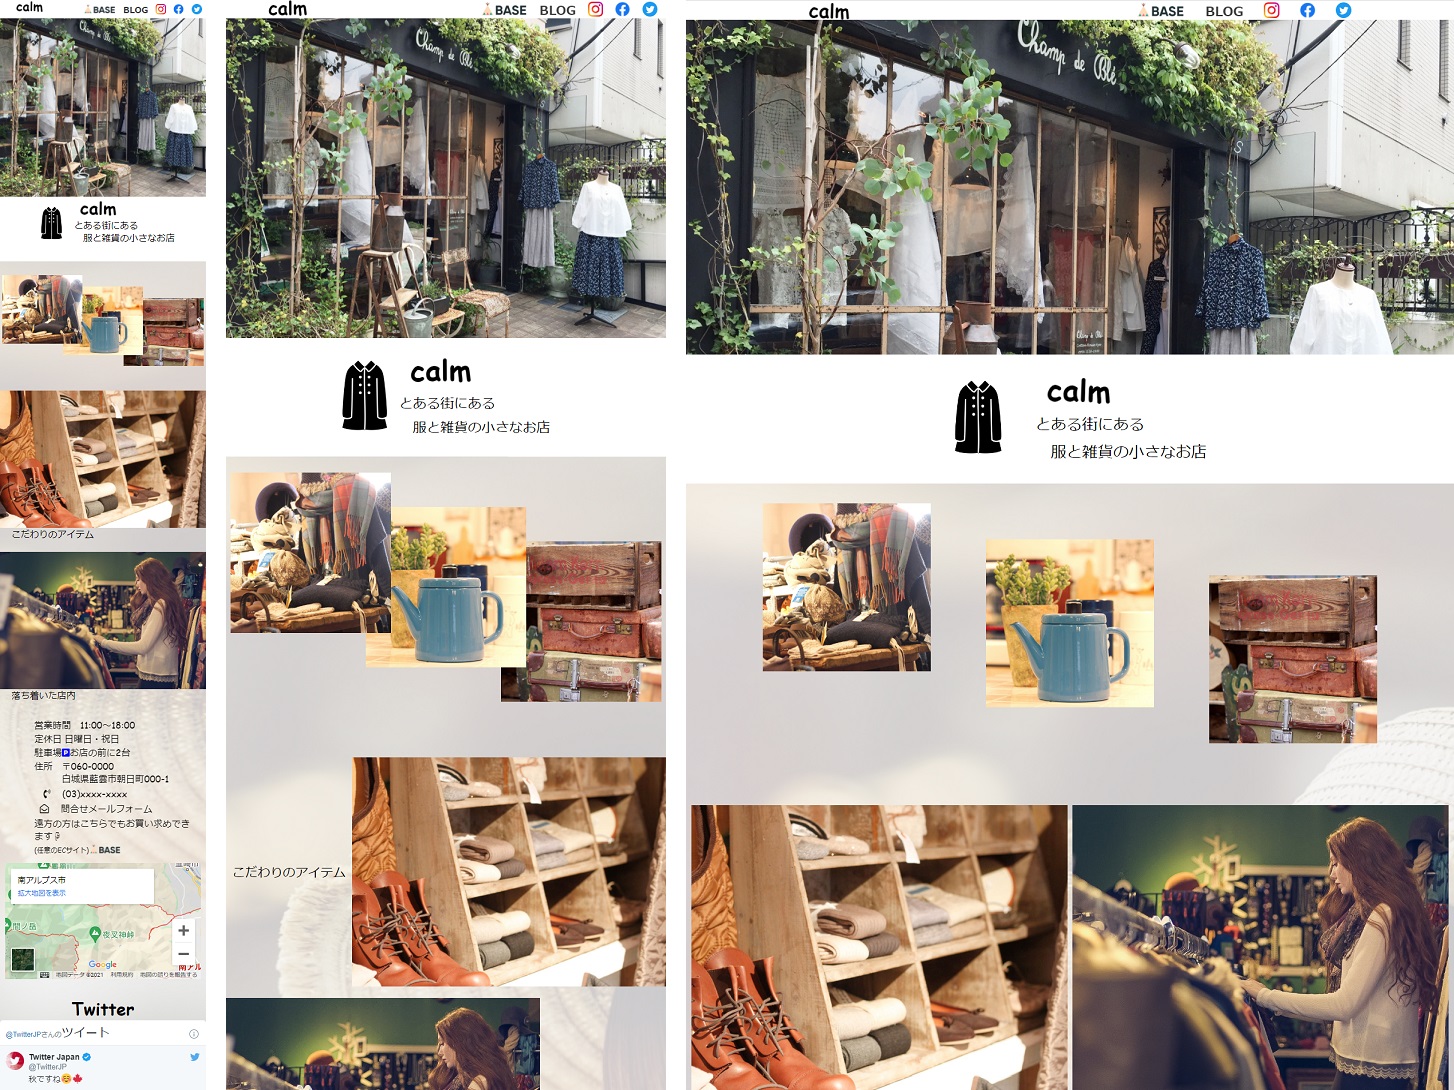 calm
BASE BLOG
Champ de Blé
calm
とある街にある
服と雑貨の小さなお店
こだわりのアイテム
落ち着いた店内
営業時間 11:00～18:00
定休日 日曜日・祝日
駐車場Pお店の前に2台
住所 〒060-0000
白城県藍雲市朝日町000-1
(03)xxxx-xxxx
問合せメールフォーム
遠方の方はこちらでもお買い求めでき
ます
(任意のECサイト)BASE
南アルプス市
拡大地図を表示
間ノ岳
夜叉神峠
Google
南アル
地図データ ©2021 利用規約 地図の誤りを報告する
Twitter
@TwitterJPさんのツイート
Twitter Japan
@TwitterJP
秋ですね😊🍁
calm
BASE BLOG
Champ de Blé
calm
とある街にある
服と雑貨の小さなお店
こだわりのアイテム
calm
BASE BLOG
Champ de Blé
S
calm
とある街にある
服と雑貨の小さなお店